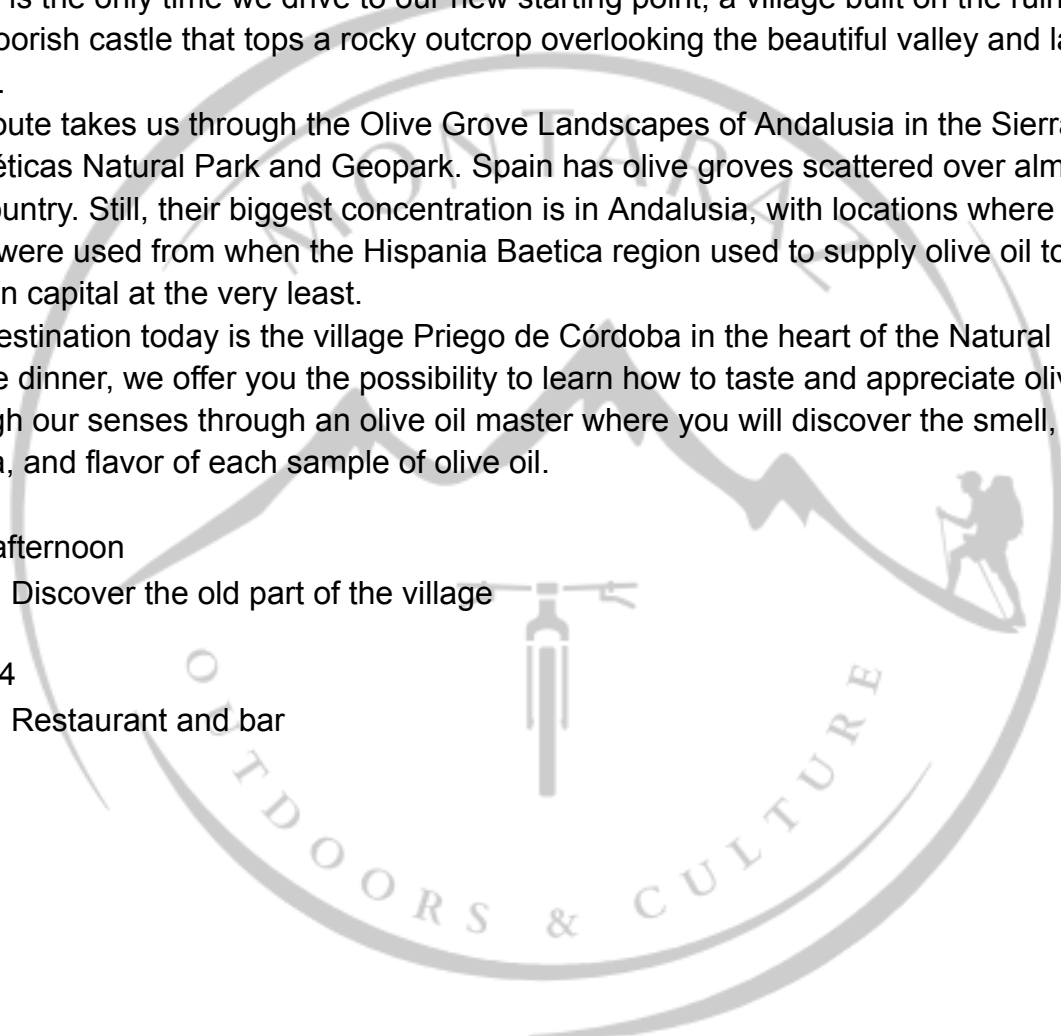 is the only time we drive to our new starting point, a village built on the ruin
oorish castle that tops a rocky outcrop overlooking the beautiful valley and la
.
oute takes us through the Olive Grove Landscapes of Andalusia in the Sierra
éticas Natural Park and Geopark. Spain has olive groves scattered over alm
ountry. Still, their biggest concentration is in Andalusia, with locations where
were used from when the Hispania Baetica region used to supply olive oil to
n capital at the very least.
estination today is the village Priego de Córdoba in the heart of the Natural
e dinner, we offer you the possibility to learn how to taste and appreciate oliv
gh our senses through an olive oil master where you will discover the smell,
a, and flavor of each sample of olive oil.
afternoon
Discover the old part of the village
4
Restaurant and bar
MONTARAZ
OUTDOORS & CULTURE